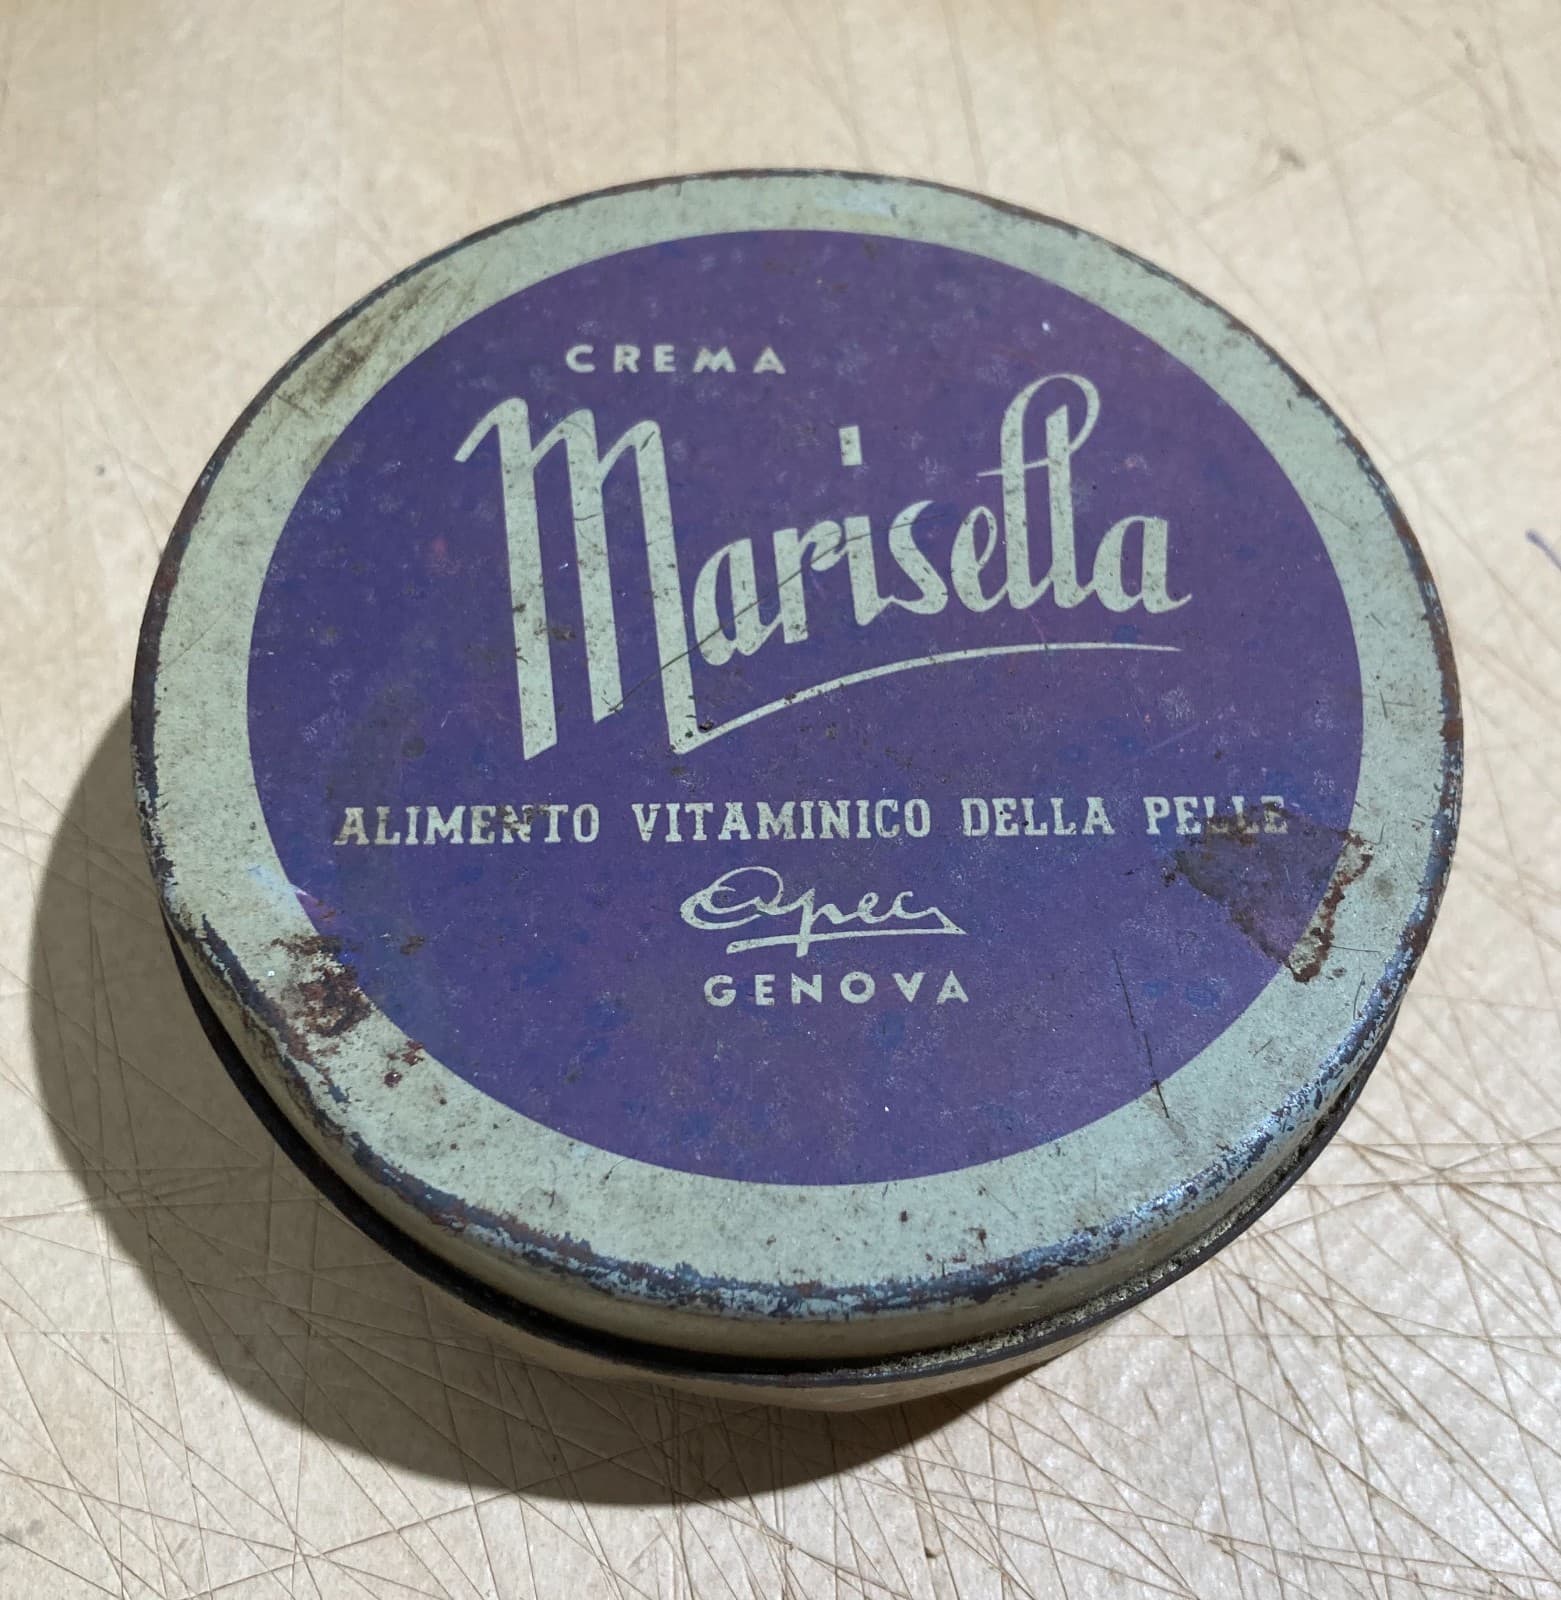 CREMA
Marisella
ALIMENTO VITAMINICO DELLA PELLE
GENOVA